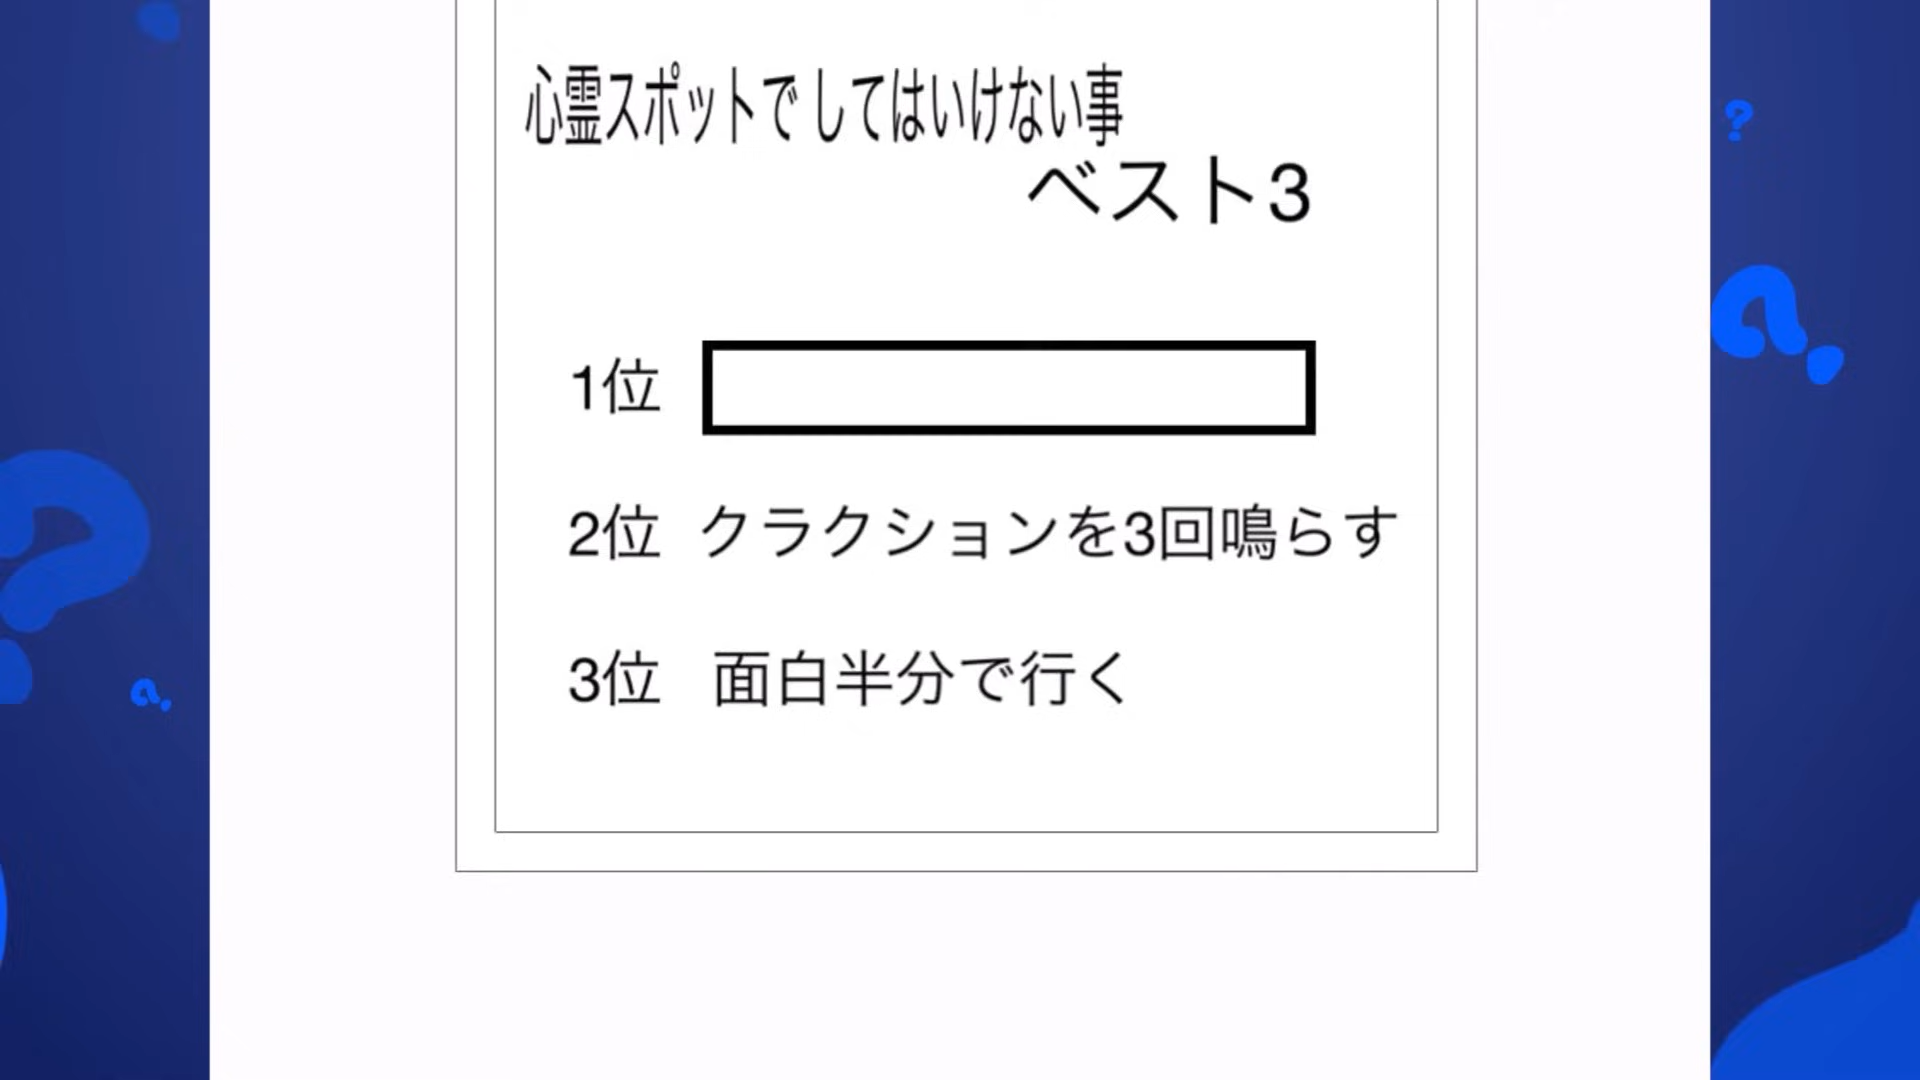 心霊スポットでしてはいけない事
ベスト3
1位
2位 クラクションを3回鳴らす
3位 面白半分で行く